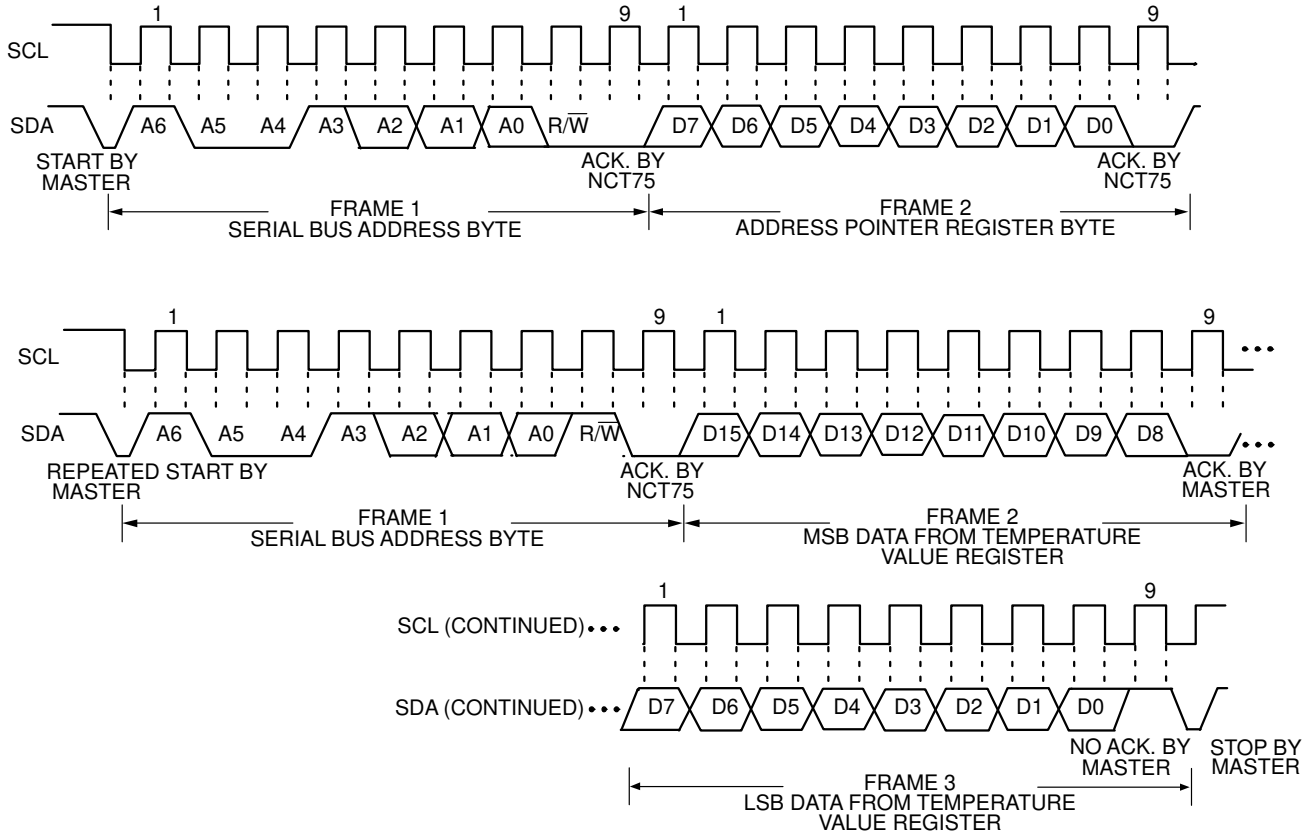 1 9 1 9
SCL
SDA A6 A5 A4 A3 A2 A1 A0 R/W̅ D7 D6 D5 D4 D3 D2 D1 D0
START BY
MASTER
ACK. BY
NCT75
ACK. BY
NCT75
FRAME 1
SERIAL BUS ADDRESS BYTE
FRAME 2
ADDRESS POINTER REGISTER BYTE
1 9 1 9
SCL
SDA A6 A5 A4 A3 A2 A1 A0 R/W̅ D15 D14 D13 D12 D11 D10 D9 D8
REPEATED START BY
MASTER
ACK. BY
NCT75
ACK. BY
MASTER
FRAME 1
SERIAL BUS ADDRESS BYTE
FRAME 2
MSB DATA FROM TEMPERATURE
VALUE REGISTER
1 9
SCL (CONTINUED)
SDA (CONTINUED) D7 D6 D5 D4 D3 D2 D1 D0
NO ACK. BY
MASTER
STOP BY
MASTER
FRAME 3
LSB DATA FROM TEMPERATURE
VALUE REGISTER